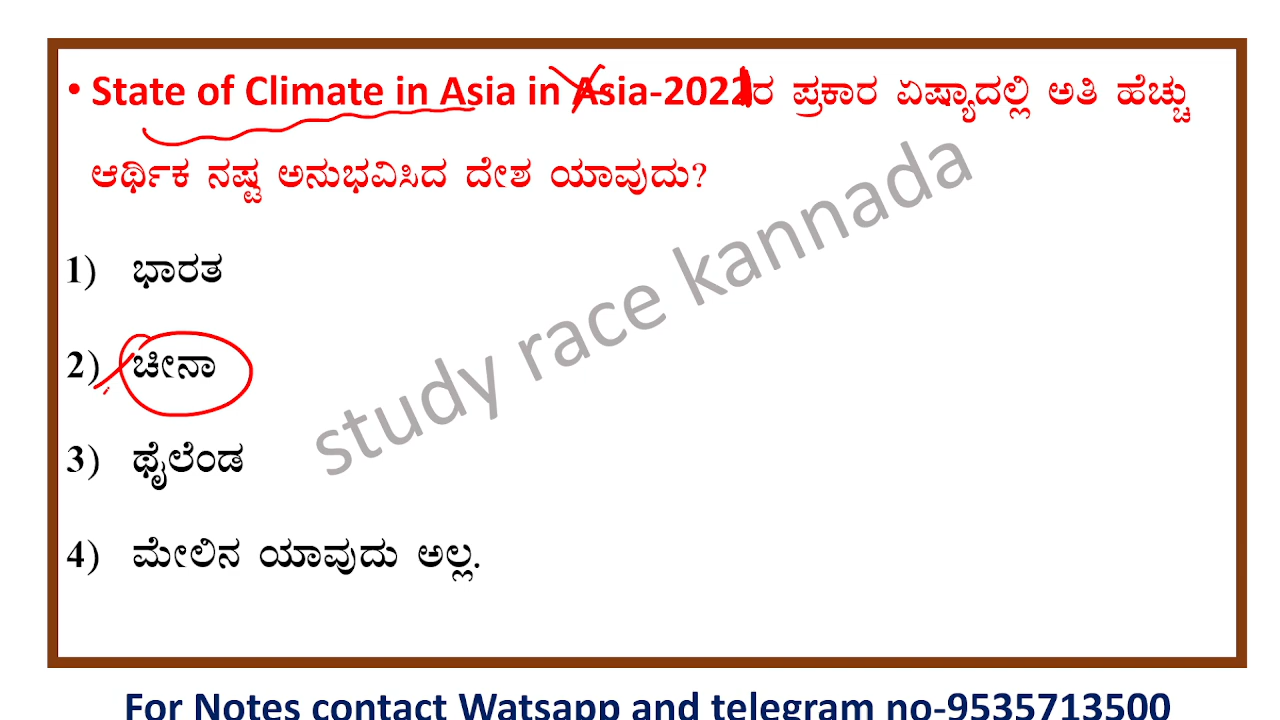 • State of Climate in Asia in Asia-2022ರ ಪ್ರಕಾರ ಏಷ್ಯಾದಲ್ಲಿ ಅತಿ ಹೆಚ್ಚು
ಆರ್ಥಿಕ ನಷ್ಟ ಅನುಭವಿಸಿದ ದೇಶ ಯಾವುದು?
1) ಭಾರತ
2) ಚೀನಾ
3) ಥೈಲೆಂಡ
4) ಮೇಲಿನ ಯಾವುದು ಅಲ್ಲ.
study race kannada
For Notes contact Watsapp and telegram no-9535713500